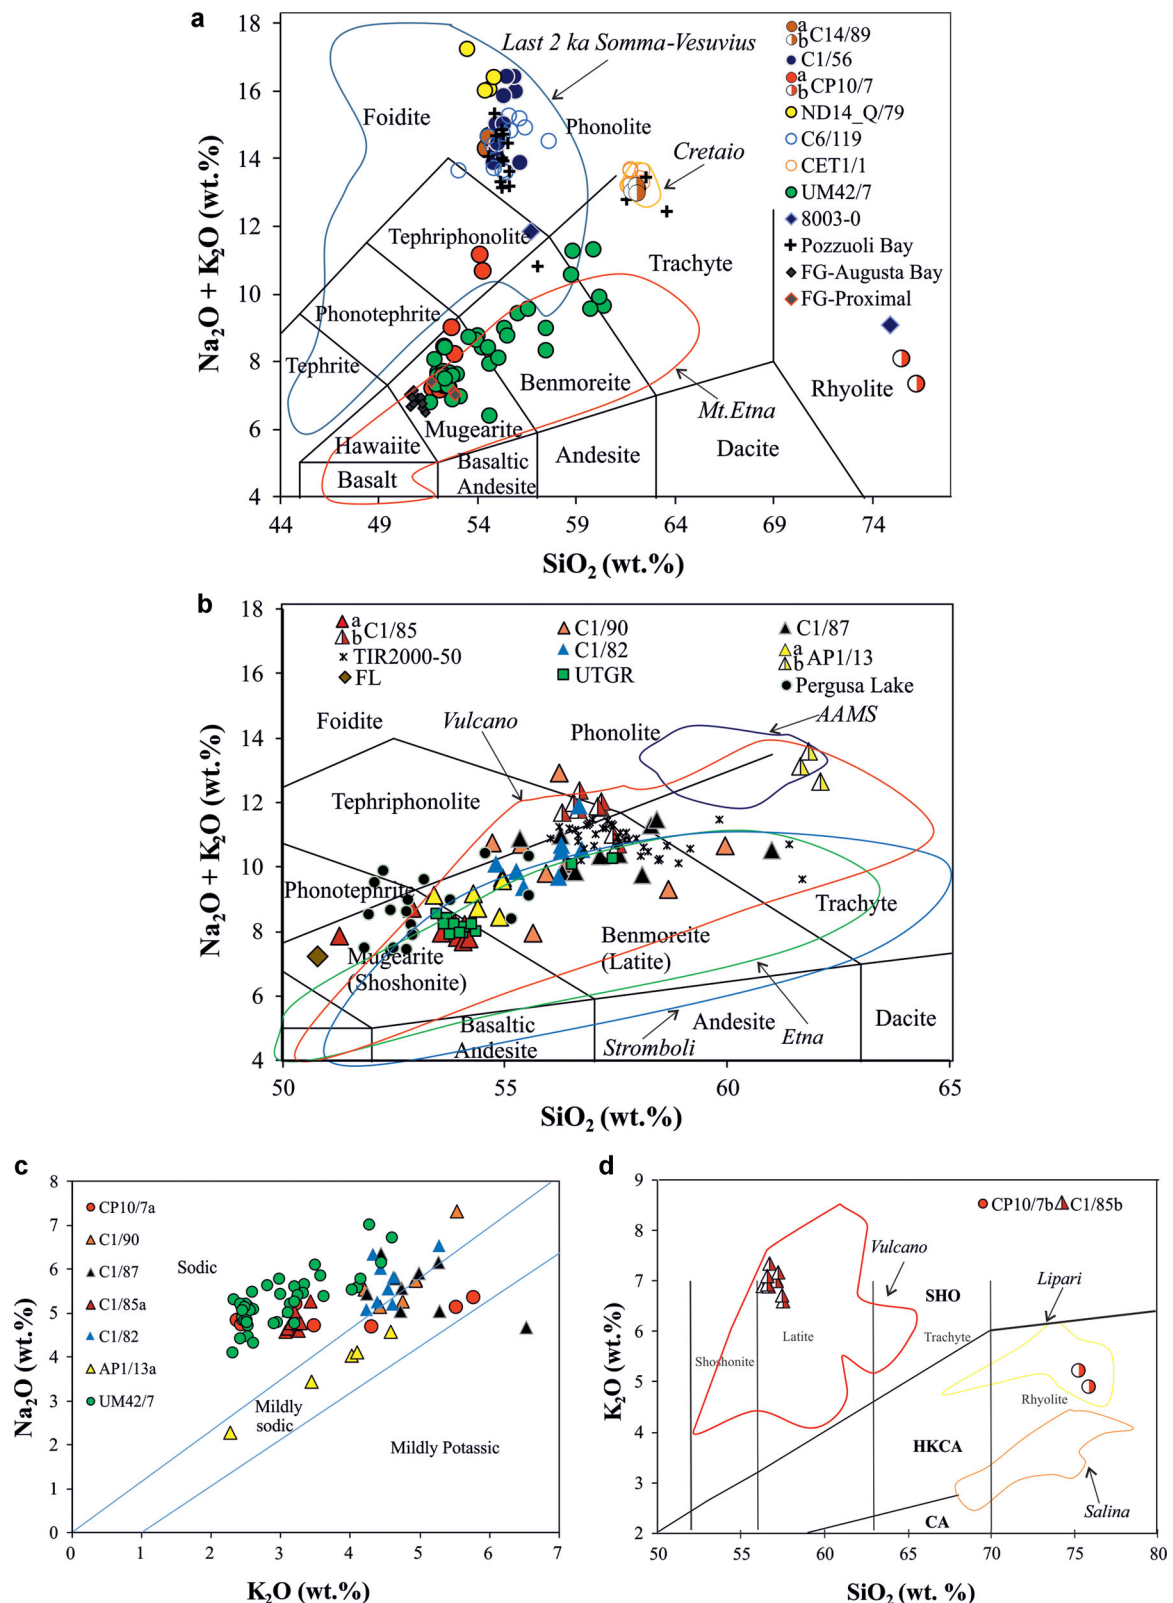 a
18
16
14
12
10
8
6
4
Na2O + K2O (wt.%)
44
49
54
59
64
69
74
SiO2 (wt.%)
Last 2 ka Somma-Vesuvius
Foidite
Phonolite
Cretaio
Tephriphonolite
Trachyte
Phonotephrite
Tephrite
Benmoreite
Mt.Etna
Rhyolite
Hawaiite
Mugearite
Basalt
Basaltic
Andesite
Andesite
Dacite
a
b C14/89
C1/56
a
b CP10/7
ND14_Q/79
C6/119
CET1/1
UM42/7
8003-0
Pozzuoli Bay
FG-Augusta Bay
FG-Proximal
b
18
16
14
12
10
8
6
4
Na2O + K2O (wt.%)
50
55
60
65
SiO2 (wt.%)
a
b C1/85
TIR2000-50
FL
C1/90
C1/82
UTGR
C1/87
a
b AP1/13
Pergusa Lake
Foidite
Vulcano
Phonolite
AAMS
Tephriphonolite
Phonotephrite
Trachyte
Benmoreite
(Latite)
Mugearite
(Shoshonite)
Basaltic
Andesite
Stromboli
Andesite
Etna
Dacite
c
8
7
6
5
4
3
2
1
0
Na2O (wt.%)
0
1
2
3
4
5
6
7
K2O (wt.%)
CP10/7a
C1/90
C1/87
C1/85a
C1/82
AP1/13a
UM42/7
Sodic
Mildly
sodic
Mildly Potassic
d
9
8
7
6
5
4
3
2
K2O (wt.%)
50
55
60
65
70
75
80
SiO2 (wt. %)
CP10/7b C1/85b
Vulcano
Lipari
SHO
Shoshonite
Latite
Trachyte
Rhyolite
HKCA
Salina
CA